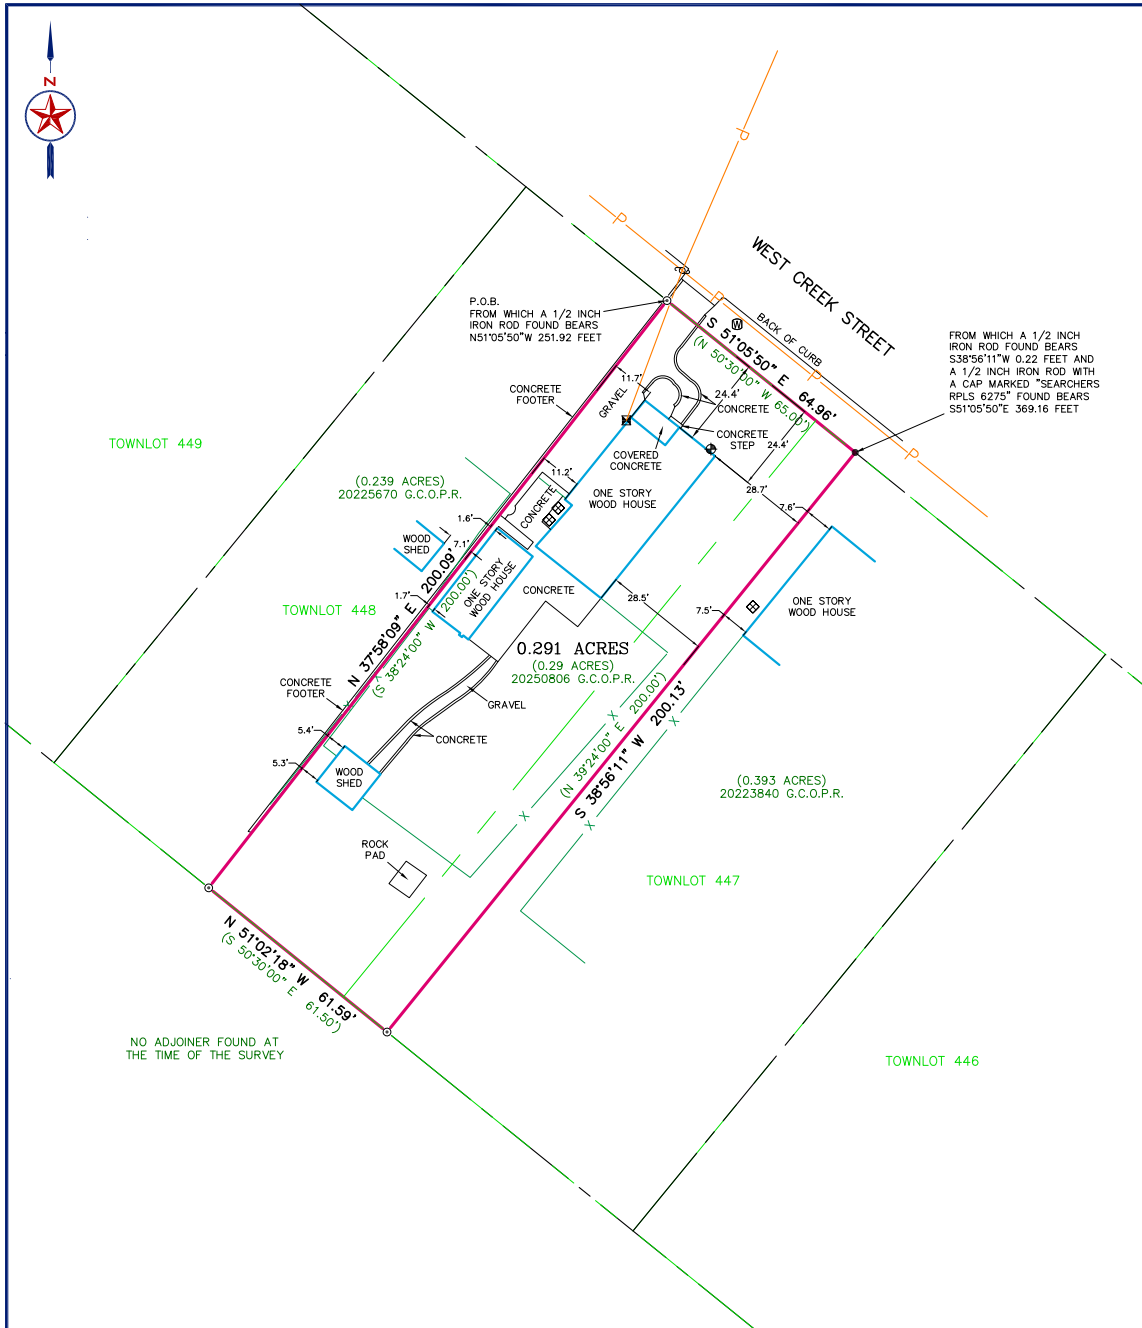 N
P
P
P
P
P
WEST CREEK STREET
BACK OF CURB
W
P.O.B.
FROM WHICH A 1/2 INCH
IRON ROD FOUND BEARS
N51°05'50"W 251.92 FEET
S 51°05'50" E 64.96'
(N 50°30'00" W 65.00')
FROM WHICH A 1/2 INCH
IRON ROD FOUND BEARS
S38°56'11"W 0.22 FEET AND
A 1/2 INCH IRON ROD WITH
A CAP MARKED "SEARCHERS
RPLS 6275" FOUND BEARS
S51°05'50"E 369.16 FEET
CONCRETE
FOOTER
11.7'
GRAVEL
24.4'
CONCRETE
CONCRETE
STEP
24.4'
COVERED
CONCRETE
TOWNLOT 449
(0.239 ACRES)
20225670 G.C.O.P.R.
11.2'
CONCRETE
ONE STORY
WOOD HOUSE
28.7'
7.6'
1.6'
WOOD
SHED
7.1'
ONE STORY
WOOD HOUSE
CONCRETE
28.5'
7.5'
ONE STORY
WOOD HOUSE
TOWNLOT 448
1.7'
N 37°58'09" E 200.09'
(S 38°24'00" W 200.00')
0.291 ACRES
(0.29 ACRES)
20250806 G.C.O.P.R.
CONCRETE
FOOTER
GRAVEL
CONCRETE
5.4'
5.3'
WOOD
SHED
X
X
X
X
X
X
(N 39°24'00" E 200.00')
S 38°56'11" W 200.13'
(0.393 ACRES)
20223840 G.C.O.P.R.
ROCK
PAD
TOWNLOT 447
N 51°02'18" W 61.59'
(S 50°30'00" E 61.50')
NO ADJOINER FOUND AT
THE TIME OF THE SURVEY
TOWNLOT 446